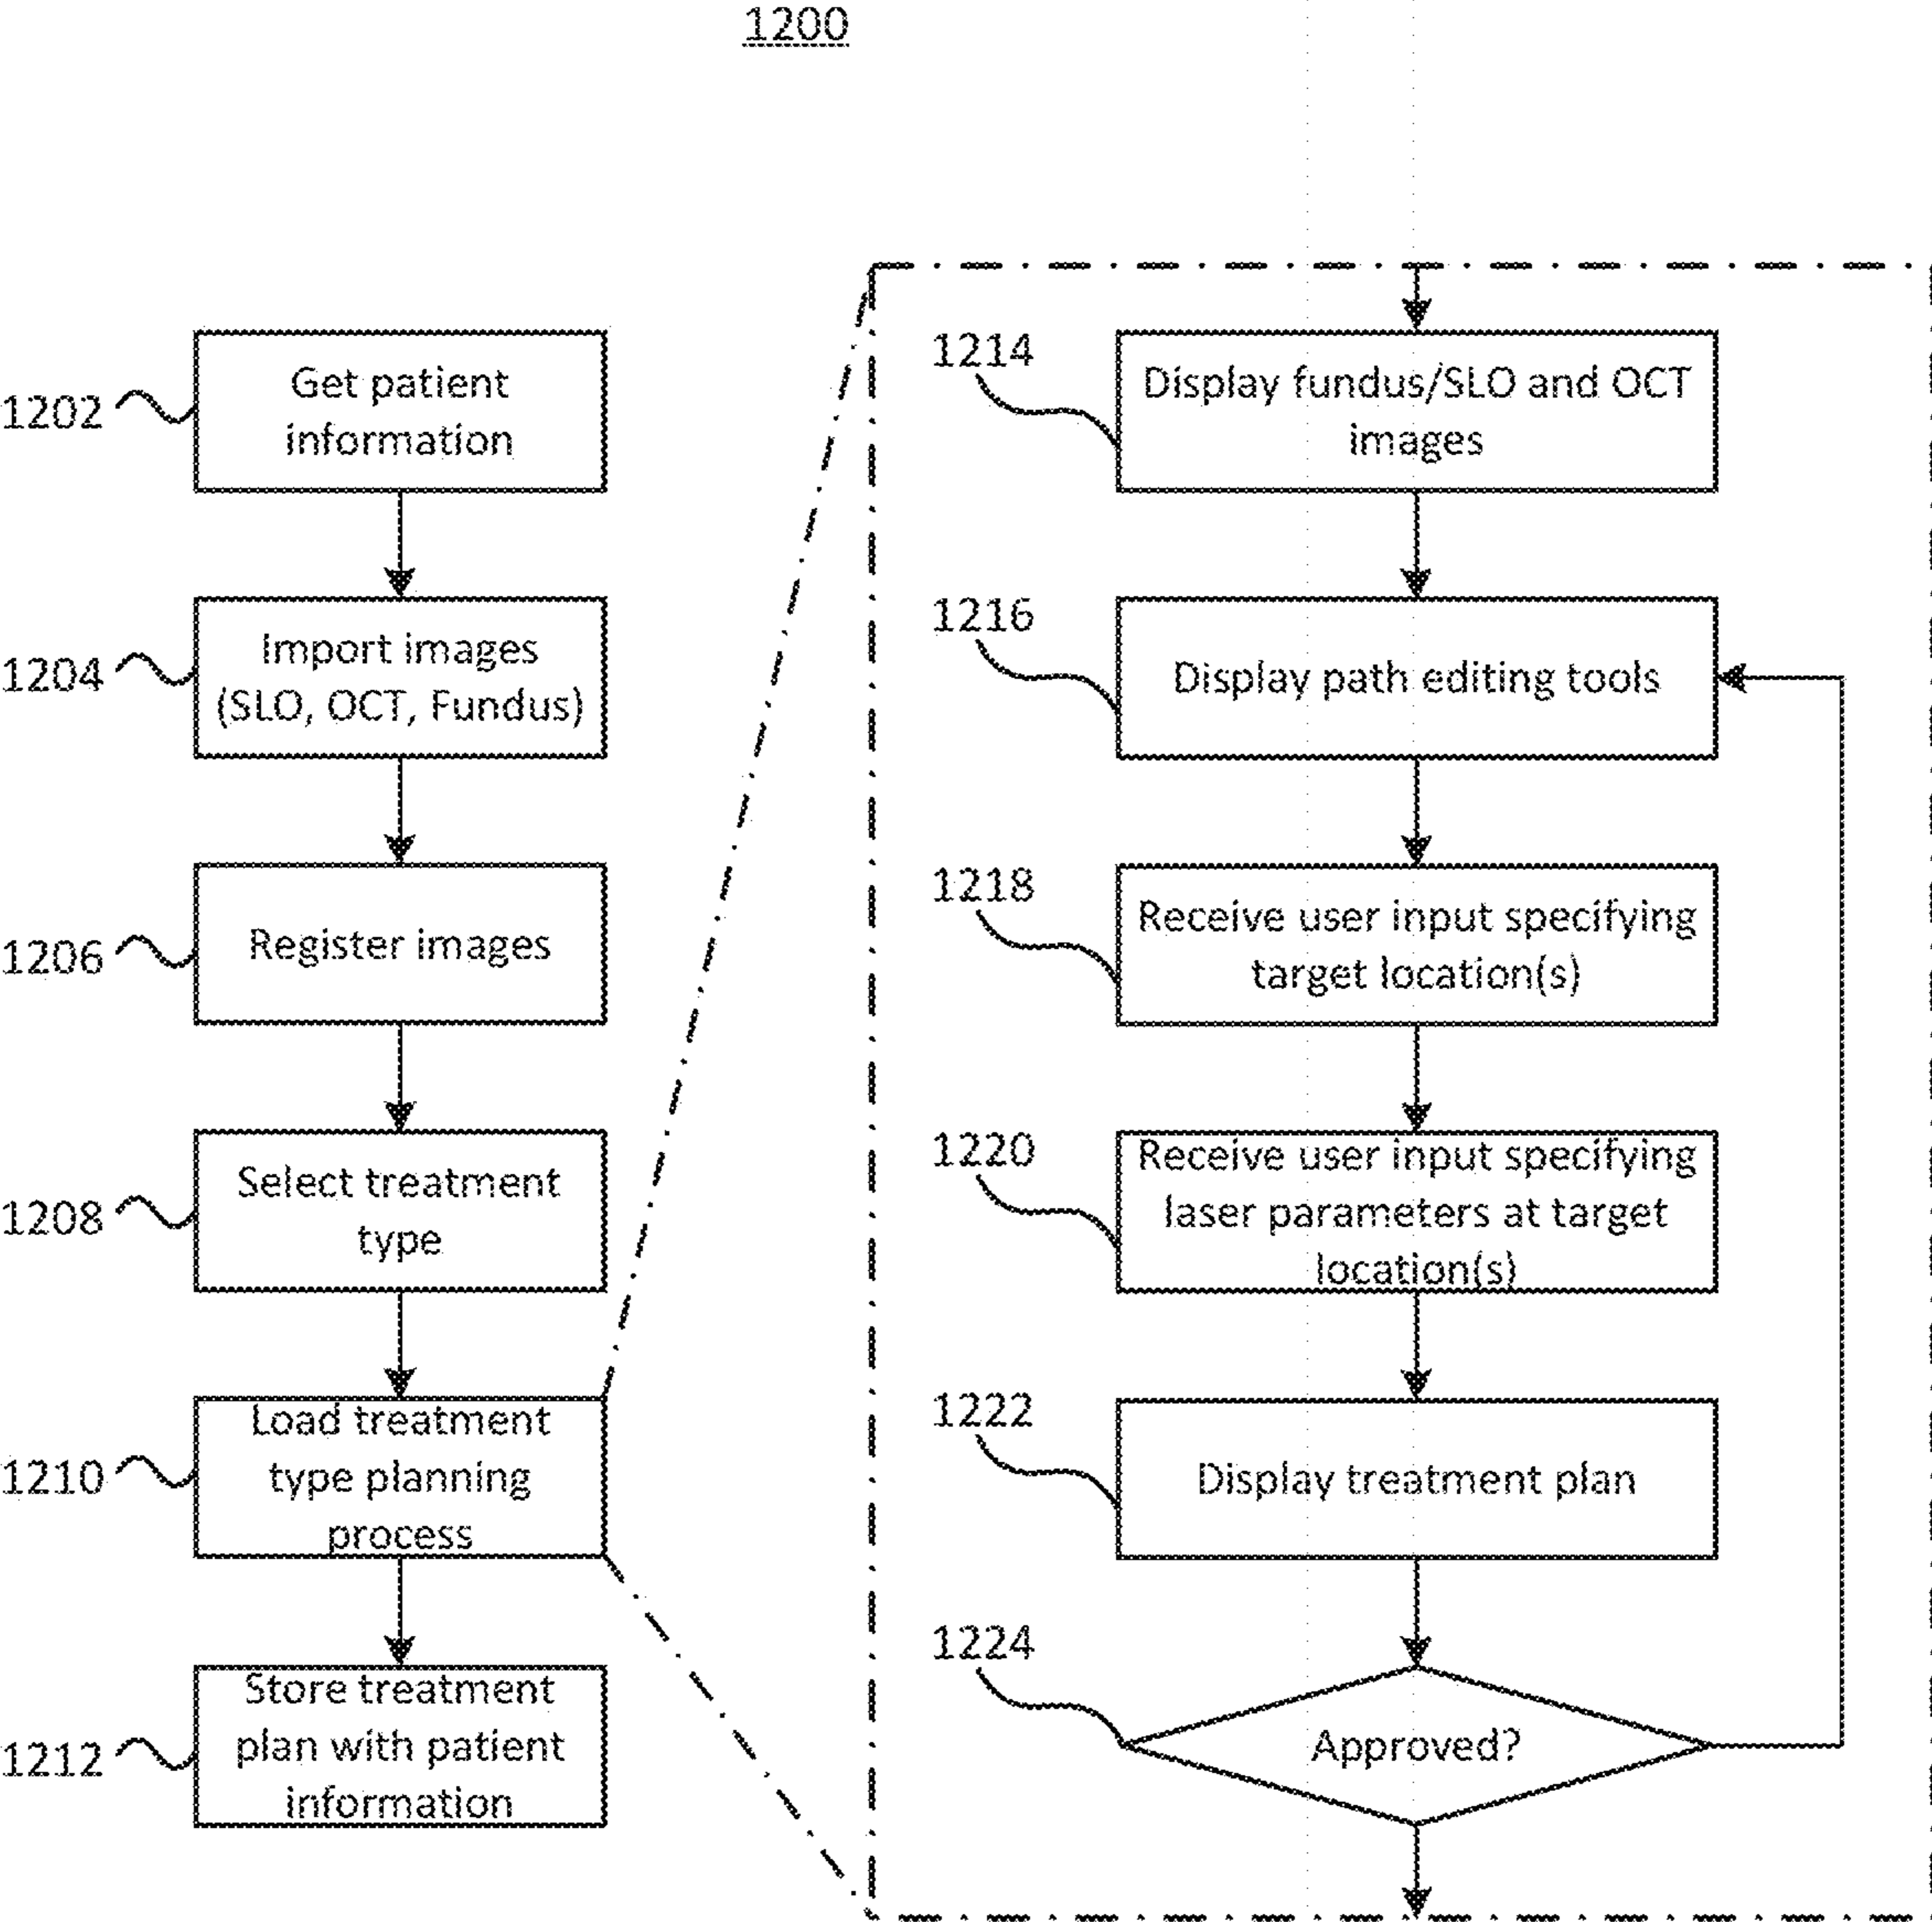 1200
1202
Get patient
information
1204
Import images
(SLO, OCT, Fundus)
1206
Register images
1208
Select treatment
type
1210
Load treatment
type planning
process
1212
Store treatment
plan with patient
information
1214
Display fundus/SLO and OCT
images
1216
Display path editing tools
1218
Receive user input specifying
target location(s)
1220
Receive user input specifying
laser parameters at target
location(s)
1222
Display treatment plan
1224
Approved?